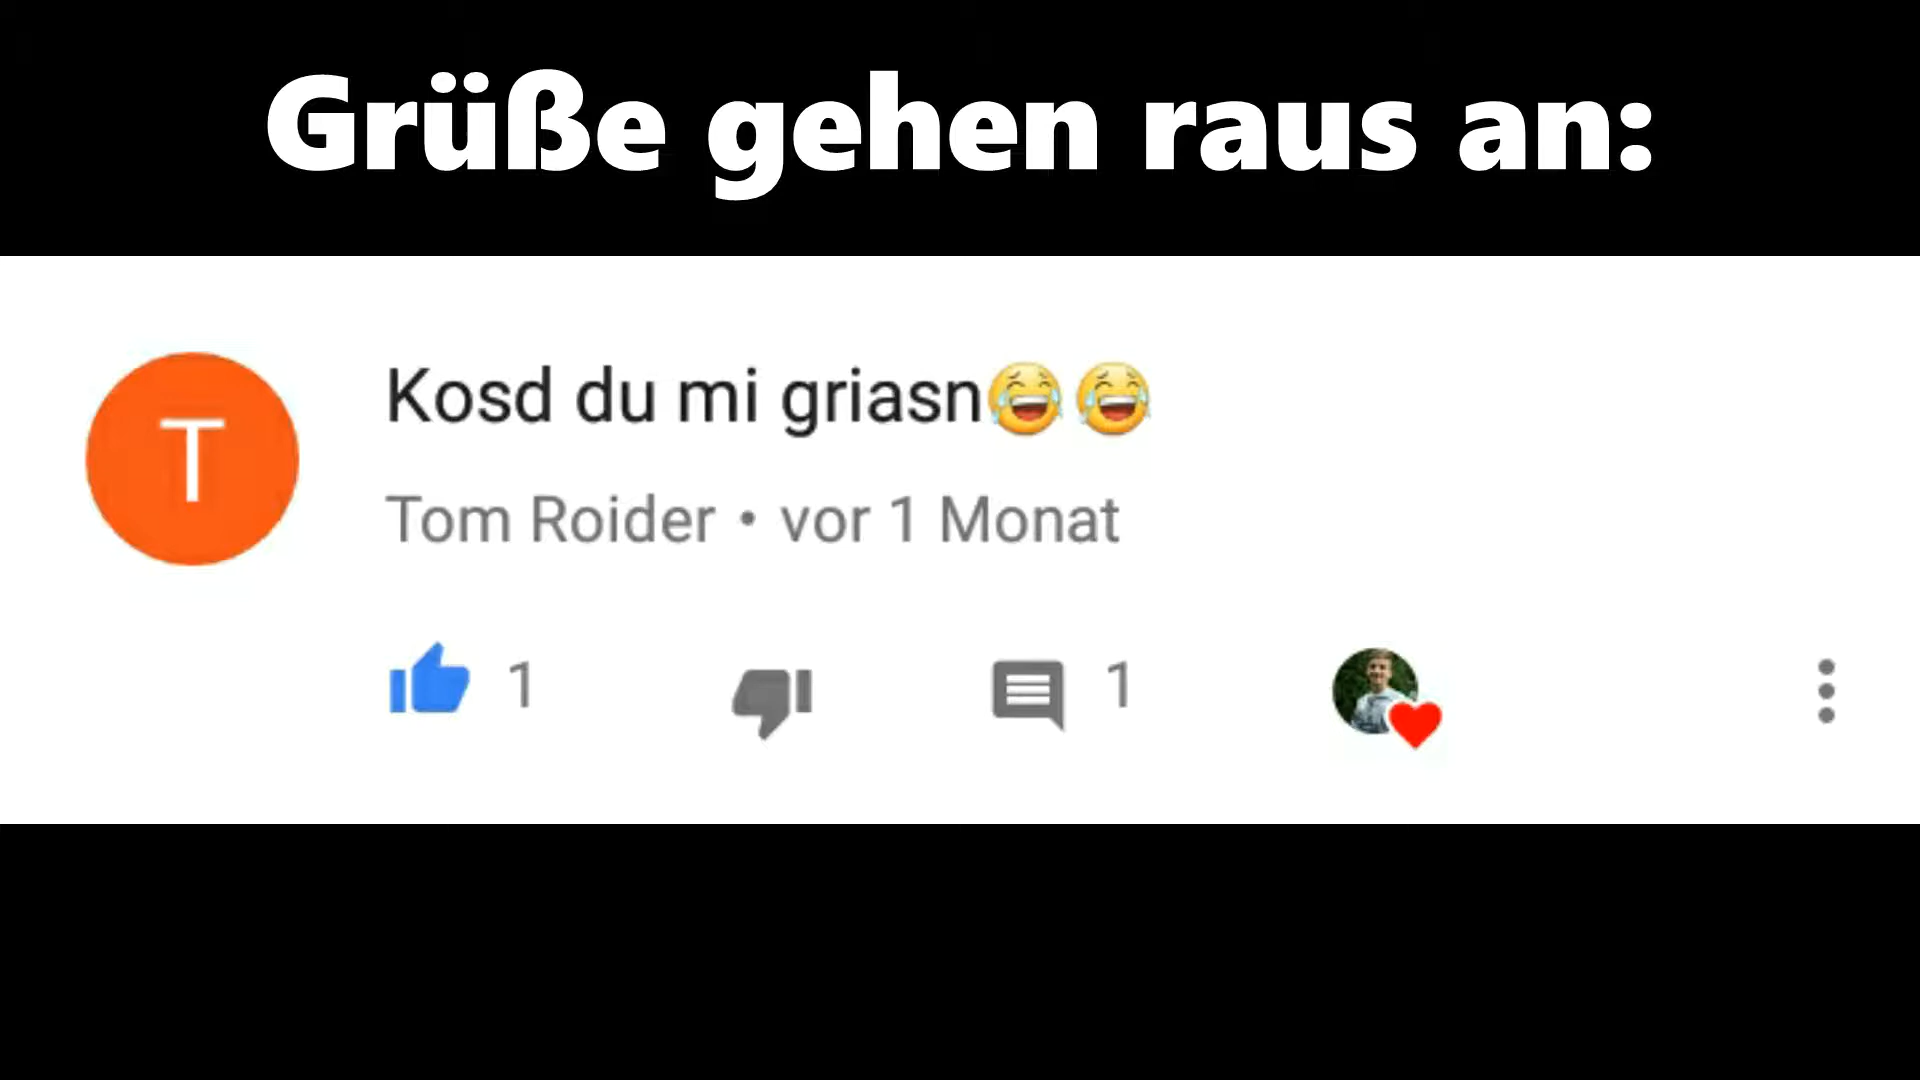 Grüße gehen raus an:
T
Kosd du mi griasn😂😂
Tom Roider • vor 1 Monat
1
1